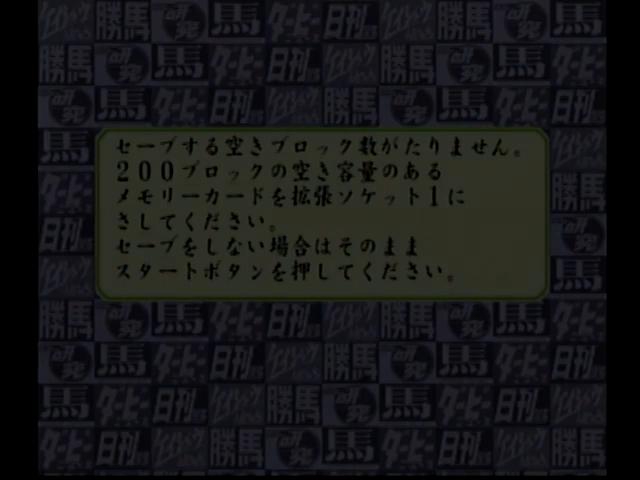 セーブする空きブロック数がたりません。
200ブロックの空き容量のある
メモリーカードを拡張ソケット1に
さしてください。
セーブをしない場合はそのまま
スタートボタンを押してください。